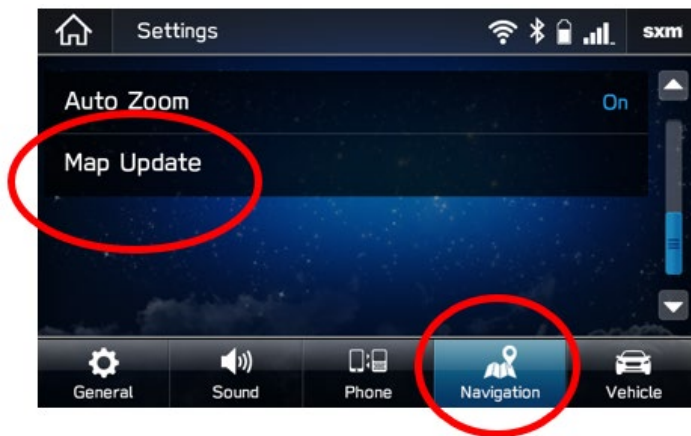 Settings
sxm
Auto Zoom On
Map Update
General Sound Phone Navigation Vehicle